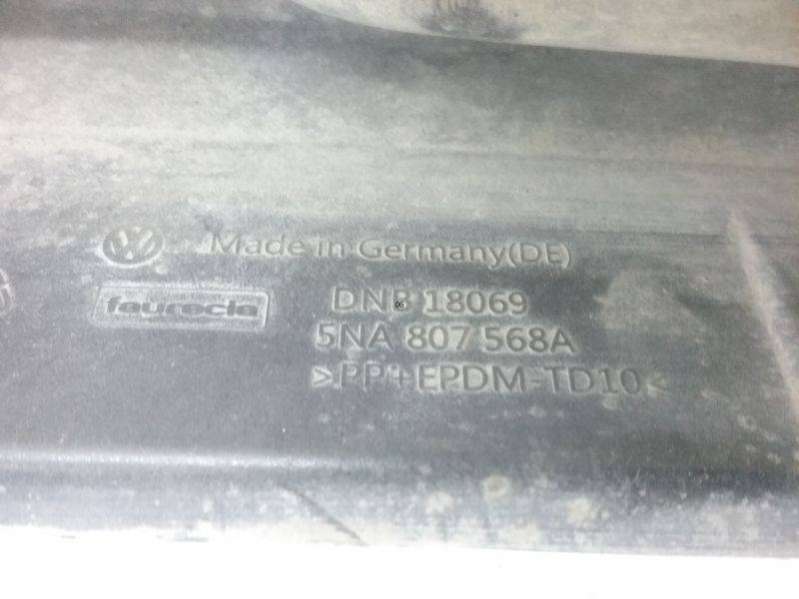 Made in Germany(DE)
faurecia
DNB 18069
5NA 807 568A
>PP+EPDM-TD10<